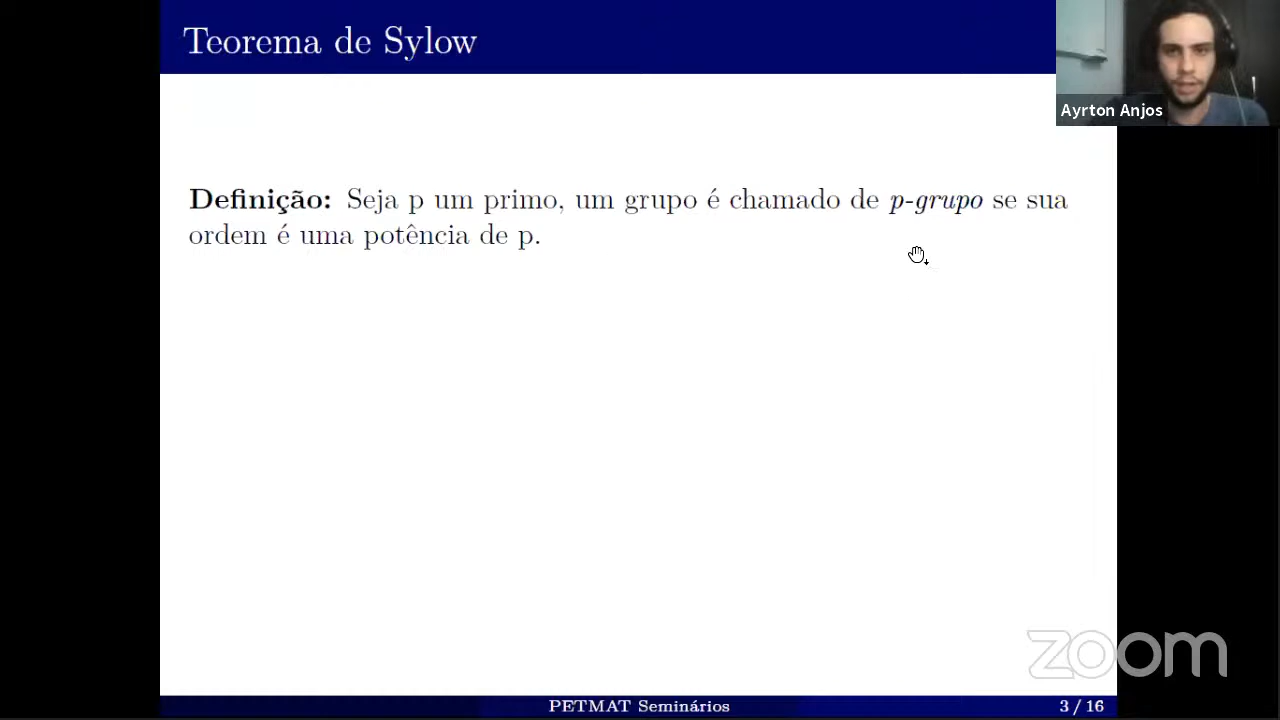 Teorema de Sylow
Ayrton Anjos
Definição: Seja p um primo, um grupo é chamado de p-grupo se sua
ordem é uma potência de p.
zoom
PETMAT Seminários
3 / 16